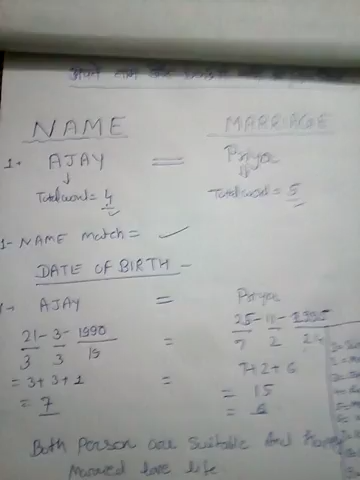 NAME MARRIAGE
1. AJAY = Priya
Total word = 4 Total word = 5
1- NAME match = ✓
DATE OF BIRTH -
AJAY = Priya
21 - 3 - 1990 = 25 - 11 - 1995
3 3 19 7 2 24
= 3+3+1 = 7+2+6
= 7 = 15
= 6
Both Person are Suitable And Happy
Married love life